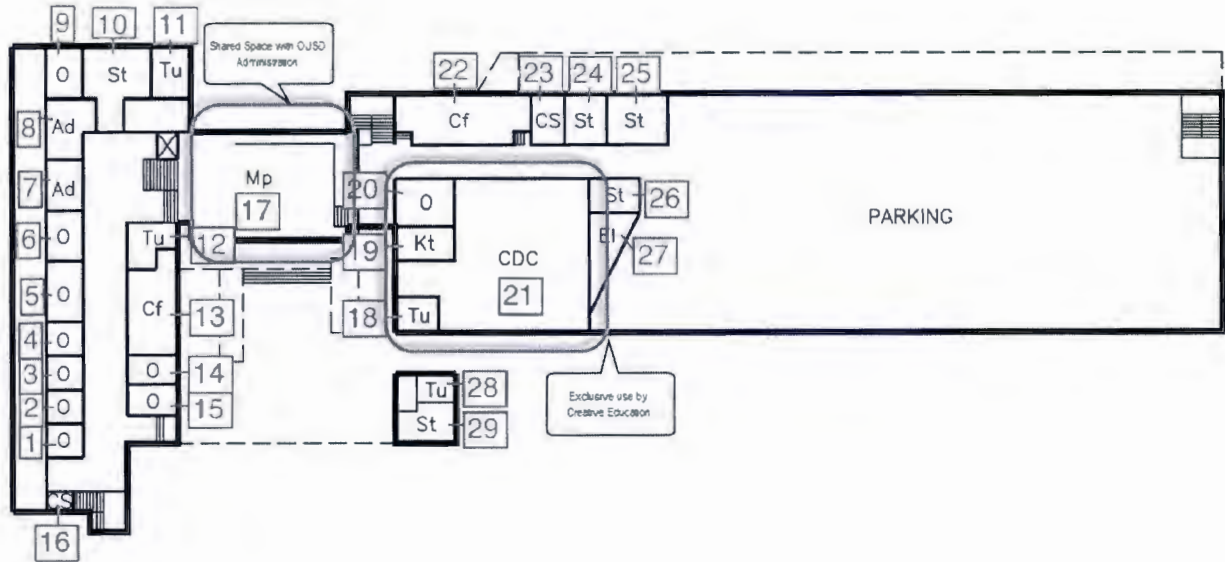 9 10 11
Shared Space with OJSD
Administration
O St Tu
22 23 24 25
8 Ad
Cf CS St St
7 Ad
Mp
17
20 O
St 26
PARKING
6 O
Tu 12
19 Kt
El 27
CDC
21
5 O
Cf 13
18 Tu
4 O
3 O
O 14
Tu 28
Exclusive use by
Creative Education
2 O
O 15
St 29
1 O
CS
16